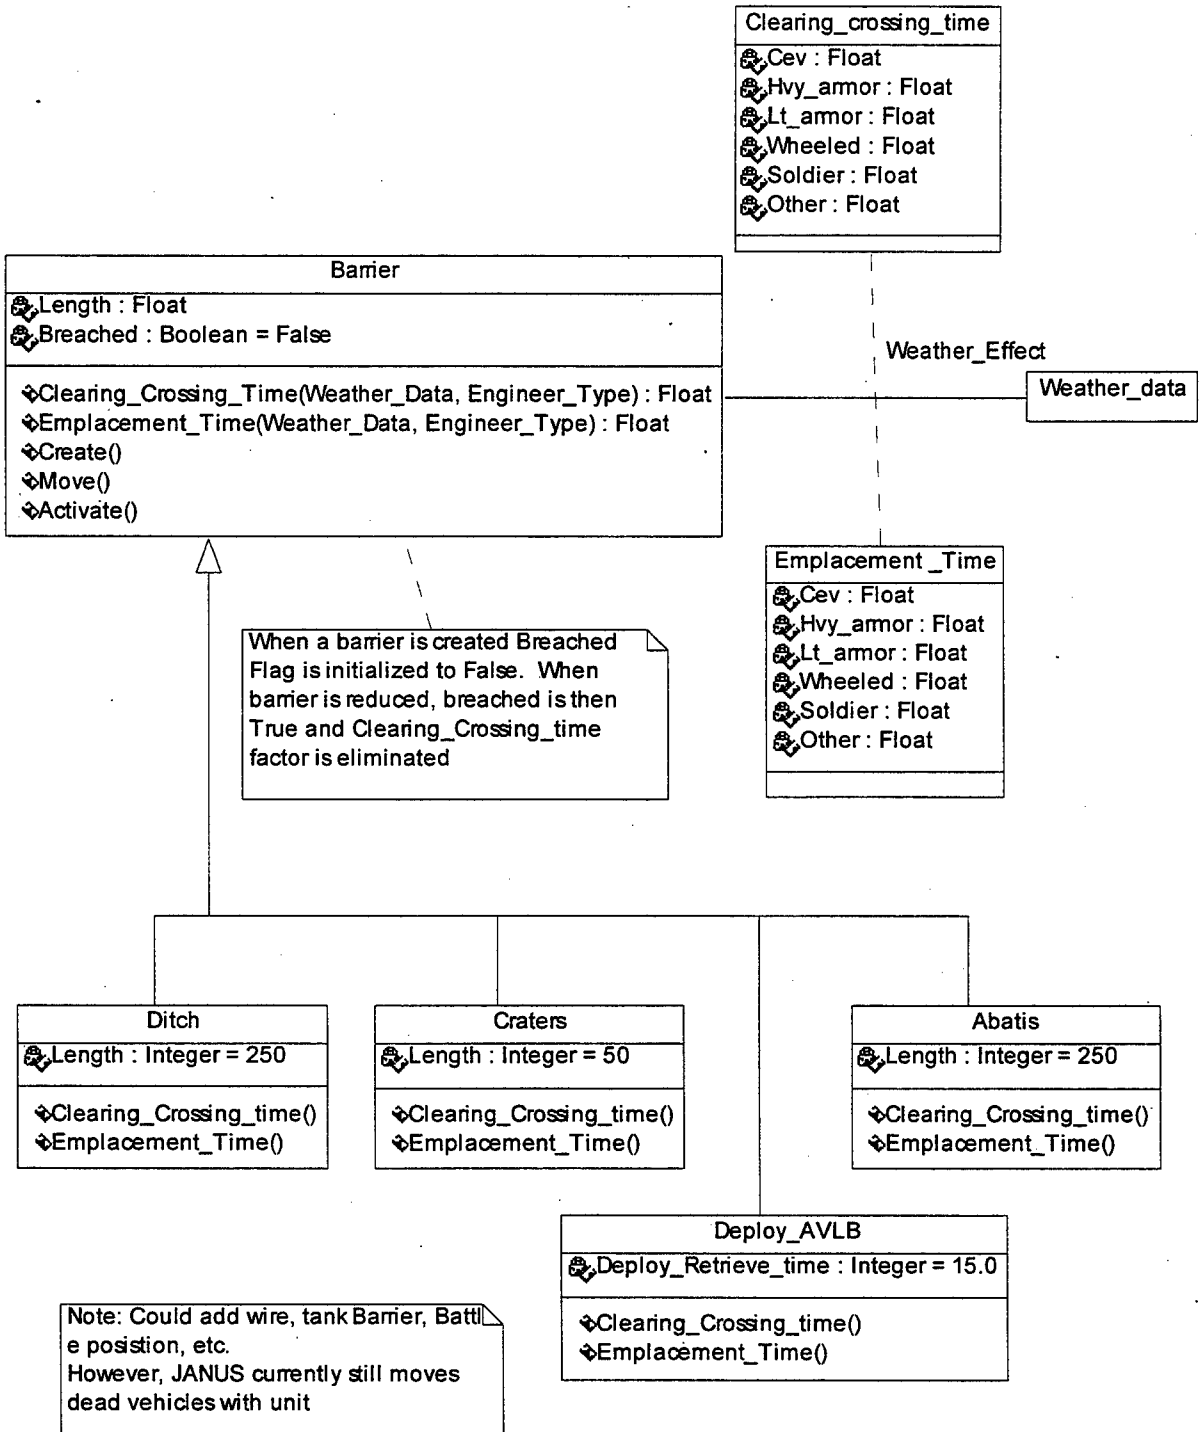 Clearing_crossing_time
Cev : Float
Hvy_armor : Float
Lt_armor : Float
Wheeled : Float
Soldier : Float
Other : Float
Barrier
Length : Float
Breached : Boolean = False
Clearing_Crossing_Time(Weather_Data, Engineer_Type) : Float
Emplacement_Time(Weather_Data, Engineer_Type) : Float
Create()
Move()
Activate()
Weather_Effect
Weather_data
Emplacement _Time
Cev : Float
Hvy_armor : Float
Lt_armor : Float
Wheeled : Float
Soldier : Float
Other : Float
When a barrier is created Breached
Flag is initialized to False. When
barrier is reduced, breached is then
True and Clearing_Crossing_time
factor is eliminated
Ditch
Length : Integer = 250
Clearing_Crossing_time()
Emplacement_Time()
Craters
Length : Integer = 50
Clearing_Crossing_time()
Emplacement_Time()
Abatis
Length : Integer = 250
Clearing_Crossing_time()
Emplacement_Time()
Deploy_AVLB
Deploy_Retrieve_time : Integer = 15.0
Clearing_Crossing_time()
Emplacement_Time()
Note: Could add wire, tank Barrier, Battl
e posistion, etc.
However, JANUS currently still moves
dead vehicles with unit